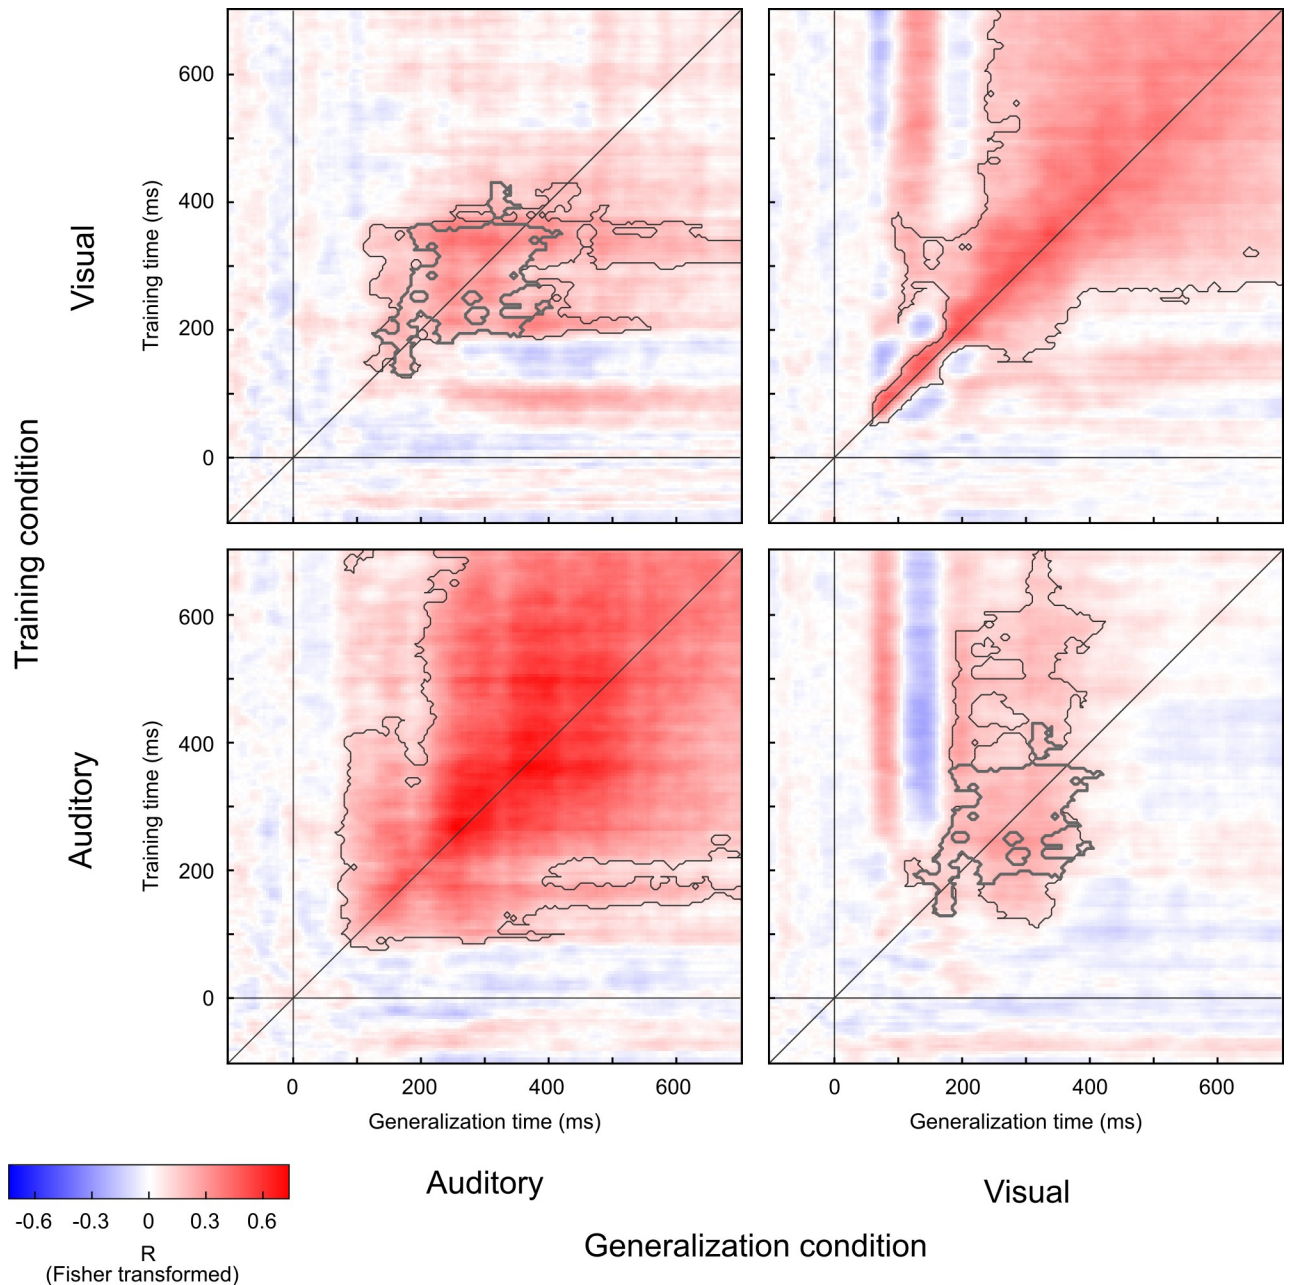 Training condition
Visual
Training time (ms)
600
400
200
0
Auditory
Training time (ms)
600
400
200
0
0
200
400
600
0
200
400
600
Generalization time (ms)
Generalization time (ms)
Auditory
Visual
Generalization condition
-0.6
-0.3
0
0.3
0.6
R
(Fisher transformed)